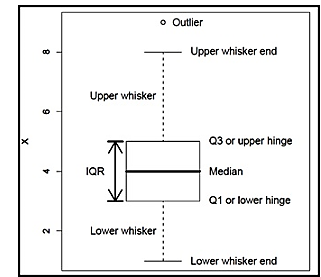 Outlier
8
Upper whisker end
Upper whisker
6
Q3 or upper hinge
X
IQR
4
Median
Q1 or lower hinge
2
Lower whisker
Lower whisker end